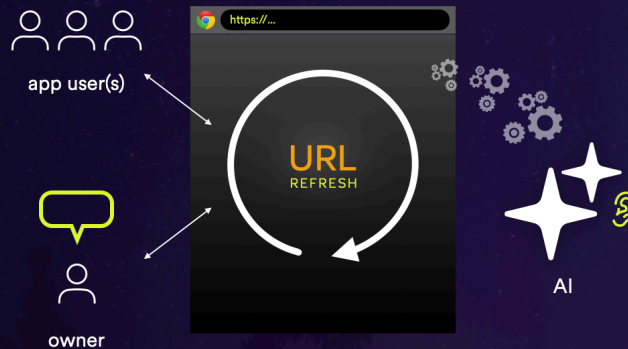 https://...
app user(s)
URL
REFRESH
AI
owner